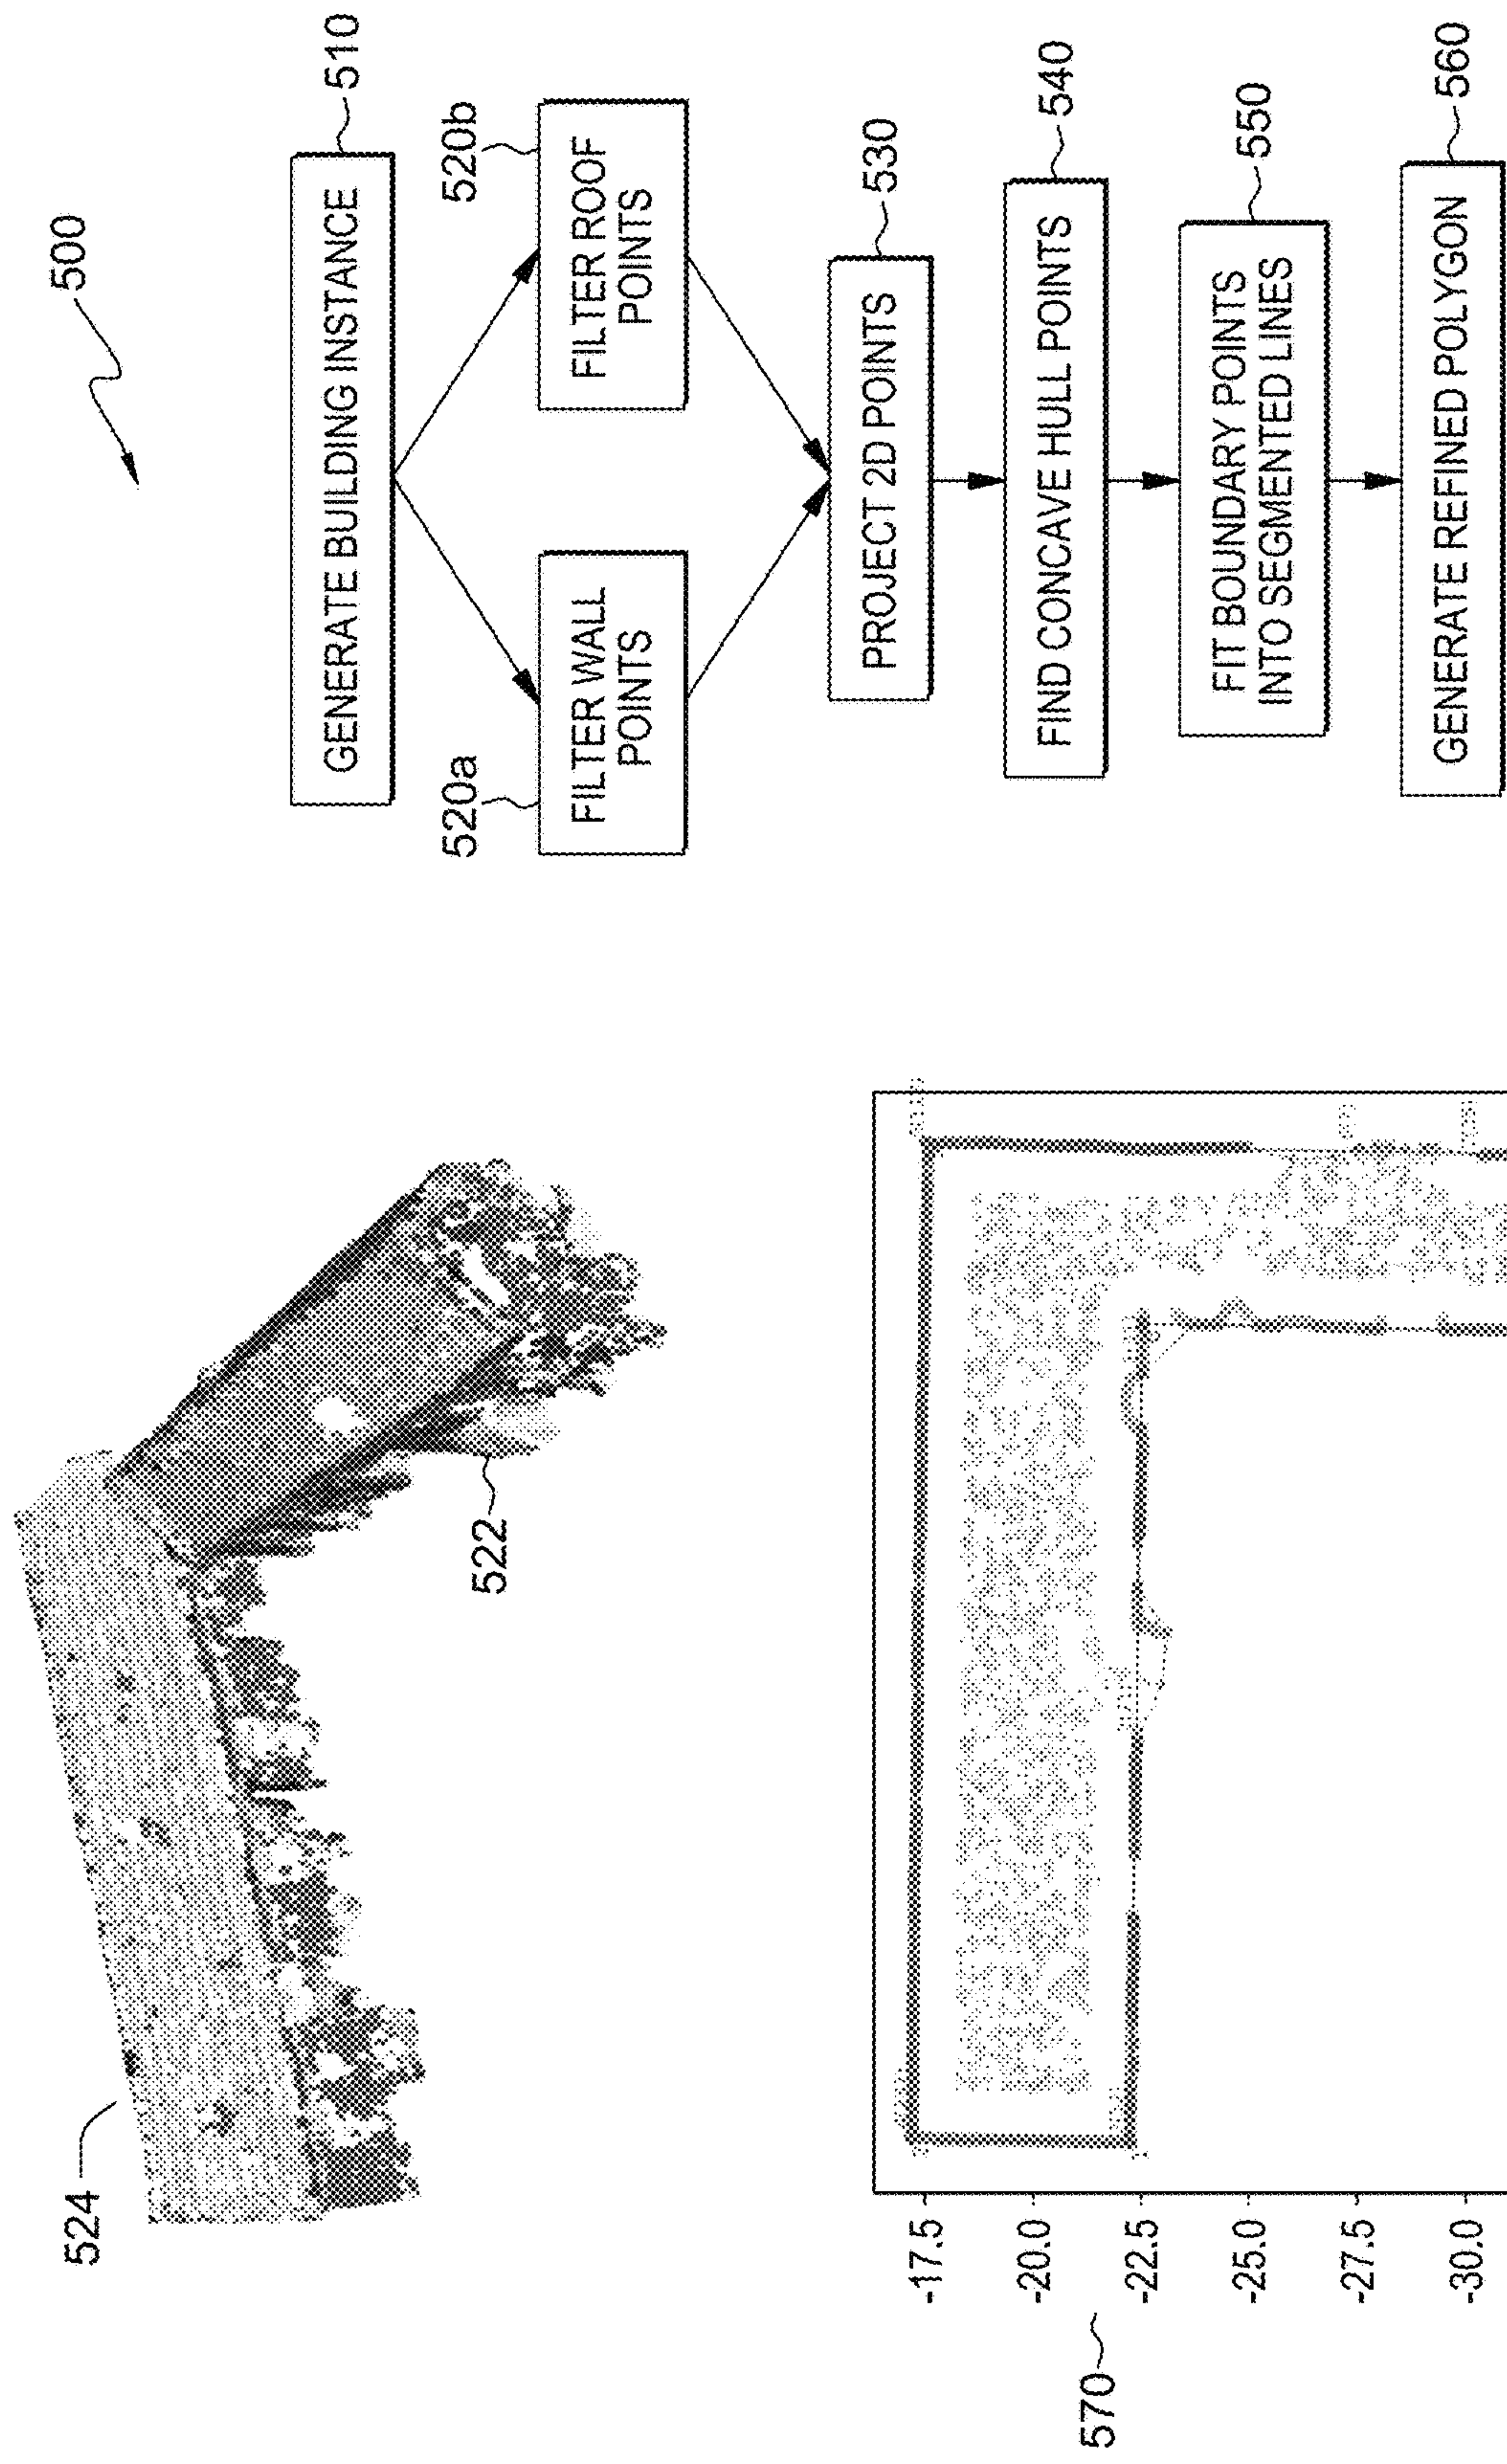 500
GENERATE BUILDING INSTANCE
510
520a
FILTER WALL
POINTS
520b
FILTER ROOF
POINTS
PROJECT 2D POINTS
530
FIND CONCAVE HULL POINTS
540
FIT BOUNDARY POINTS
INTO SEGMENTED LINES
550
GENERATE REFINED POLYGON
560
524
522
570
-17.5
-20.0
-22.5
-25.0
-27.5
-30.0